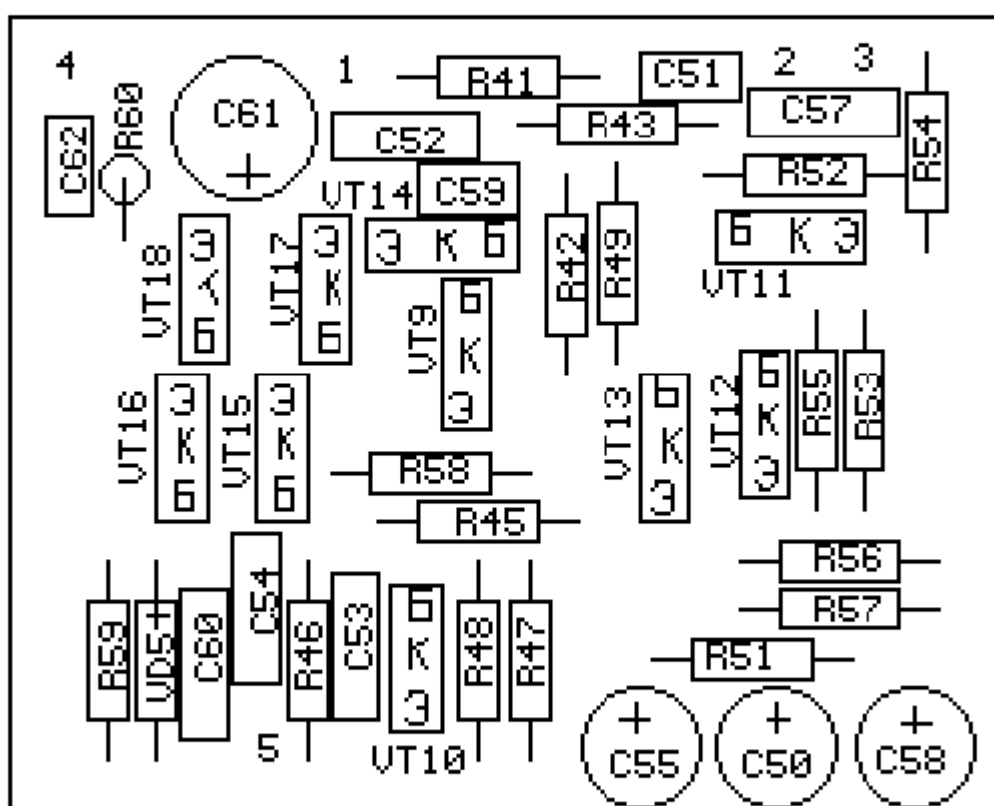 4
1
2
3
R60
C61
R41
C51
C57
R54
C62
C52
R43
R52
VT14
C59
VT18
Э
Б
VT17
Э
К
Б
Э К Б
R42
R49
Б К Э
VT11
VT9
Б
К
Э
VT16
Э
К
Б
VT15
Э
К
Б
VT13
Б
К
Э
VT12
Б
К
Э
R55
R53
R58
R45
R56
R57
R51
R59
VD5+
C60
C54
R46
C53
Б
К
Э
R48
R47
5
VT10
+
C55
+
C50
+
C58
+